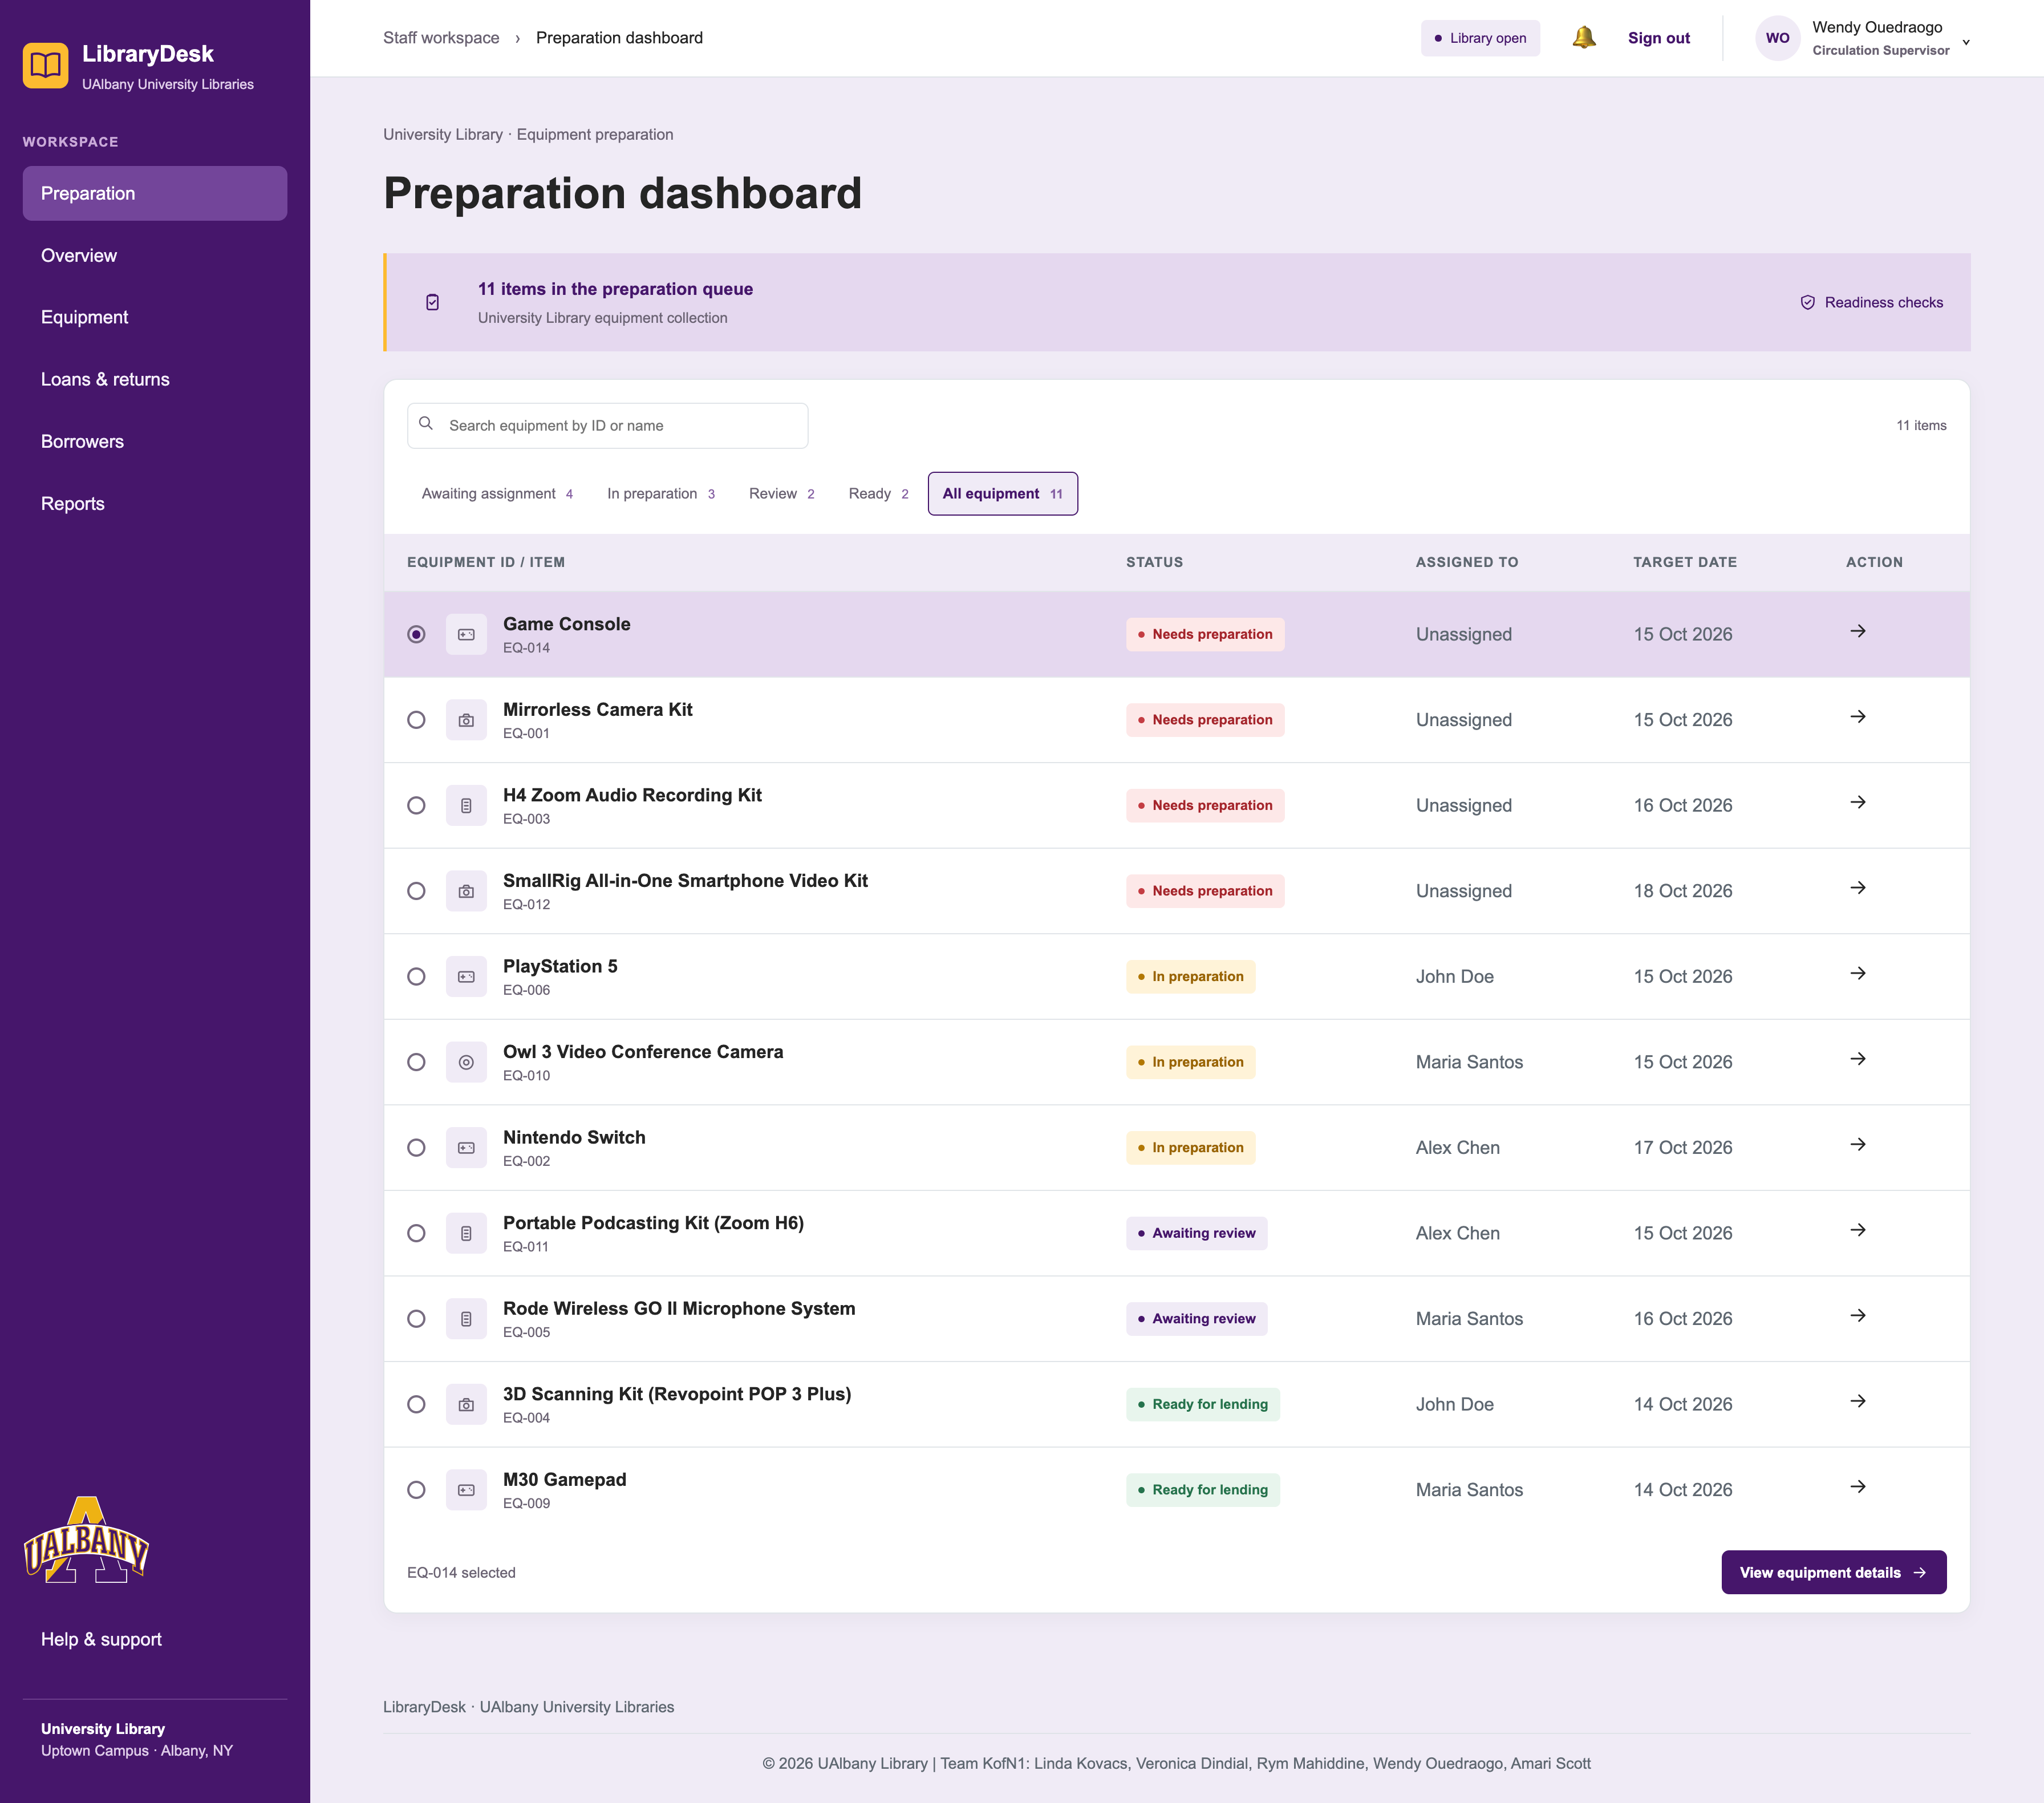 LibraryDesk
UAlbany University Libraries
WORKSPACE
Preparation
Overview
Equipment
Loans & returns
Borrowers
Reports
UALBANY
Help & support
University Library
Uptown Campus · Albany, NY
Staff workspace › Preparation dashboard
Library open
Sign out
WO
Wendy Ouedraogo
Circulation Supervisor
University Library · Equipment preparation
Preparation dashboard
11 items in the preparation queue
University Library equipment collection
Readiness checks
Search equipment by ID or name
11 items
Awaiting assignment 4 In preparation 3 Review 2 Ready 2 All equipment 11
EQUIPMENT ID / ITEM STATUS ASSIGNED TO TARGET DATE ACTION
Game Console
EQ-014
Needs preparation Unassigned 15 Oct 2026
Mirrorless Camera Kit
EQ-001
Needs preparation Unassigned 15 Oct 2026
H4 Zoom Audio Recording Kit
EQ-003
Needs preparation Unassigned 16 Oct 2026
SmallRig All-in-One Smartphone Video Kit
EQ-012
Needs preparation Unassigned 18 Oct 2026
PlayStation 5
EQ-006
In preparation John Doe 15 Oct 2026
Owl 3 Video Conference Camera
EQ-010
In preparation Maria Santos 15 Oct 2026
Nintendo Switch
EQ-002
In preparation Alex Chen 17 Oct 2026
Portable Podcasting Kit (Zoom H6)
EQ-011
Awaiting review Alex Chen 15 Oct 2026
Rode Wireless GO II Microphone System
EQ-005
Awaiting review Maria Santos 16 Oct 2026
3D Scanning Kit (Revopoint POP 3 Plus)
EQ-004
Ready for lending John Doe 14 Oct 2026
M30 Gamepad
EQ-009
Ready for lending Maria Santos 14 Oct 2026
EQ-014 selected
View equipment details
LibraryDesk · UAlbany University Libraries
© 2026 UAlbany Library | Team KofN1: Linda Kovacs, Veronica Dindial, Rym Mahiddine, Wendy Ouedraogo, Amari Scott